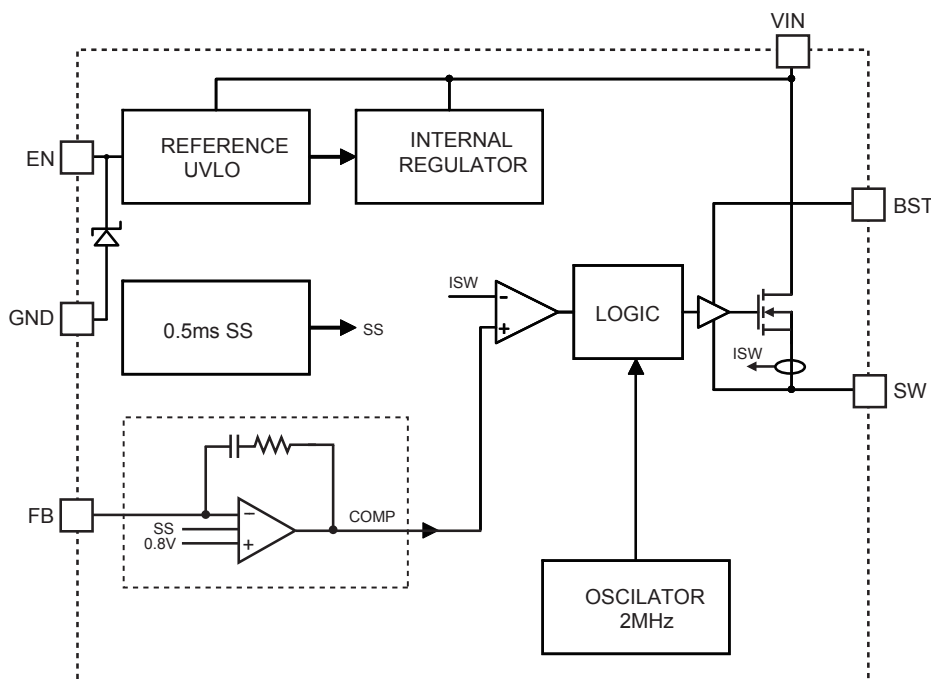 VIN
REFERENCE
UVLO
INTERNAL
REGULATOR
EN
BST
GND
0.5ms SS
SS
ISW
-
+
LOGIC
ISW
SW
FB
SS
0.8V
-
+
COMP
OSCILATOR
2MHz